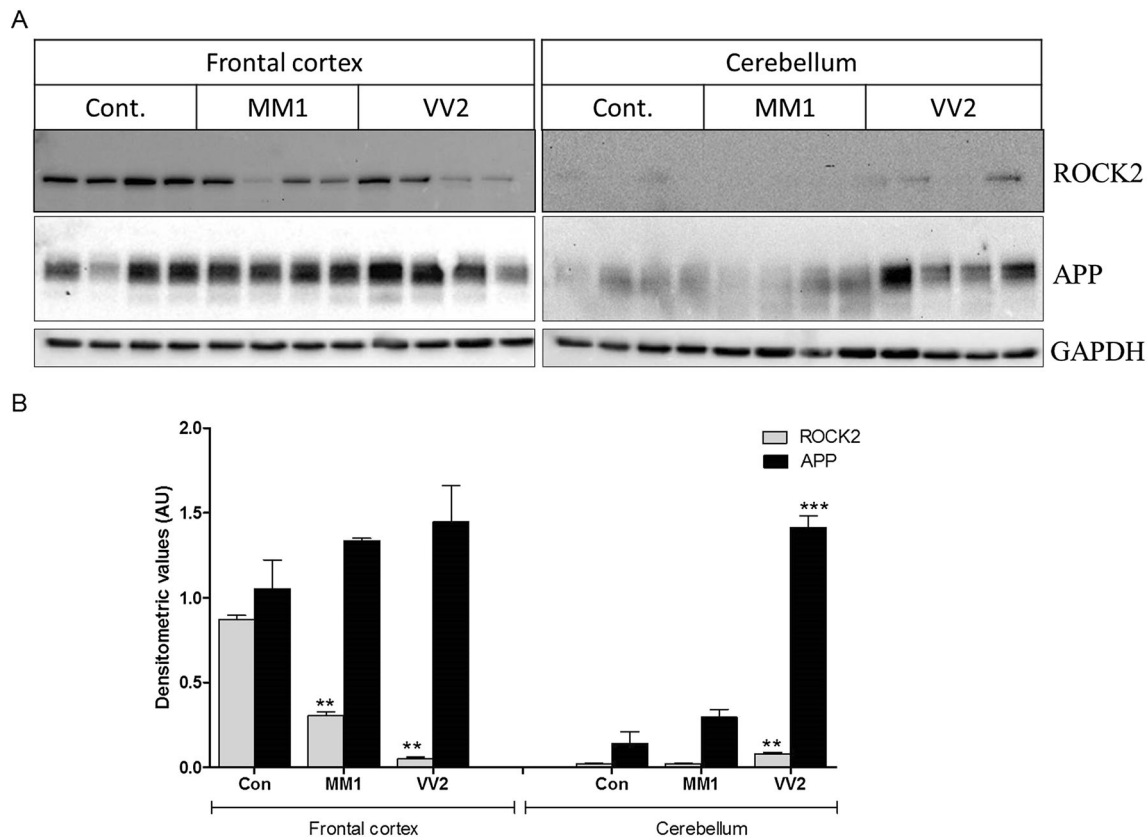 A
Frontal cortex
Cerebellum
Cont. MM1 VV2
Cont. MM1 VV2
ROCK2
APP
GAPDH
B
Densitometric values (AU)
2.0
1.5
1.0
0.5
0.0
ROCK2
APP
**
**
**
***
Con MM1 VV2
Con MM1 VV2
Frontal cortex
Cerebellum